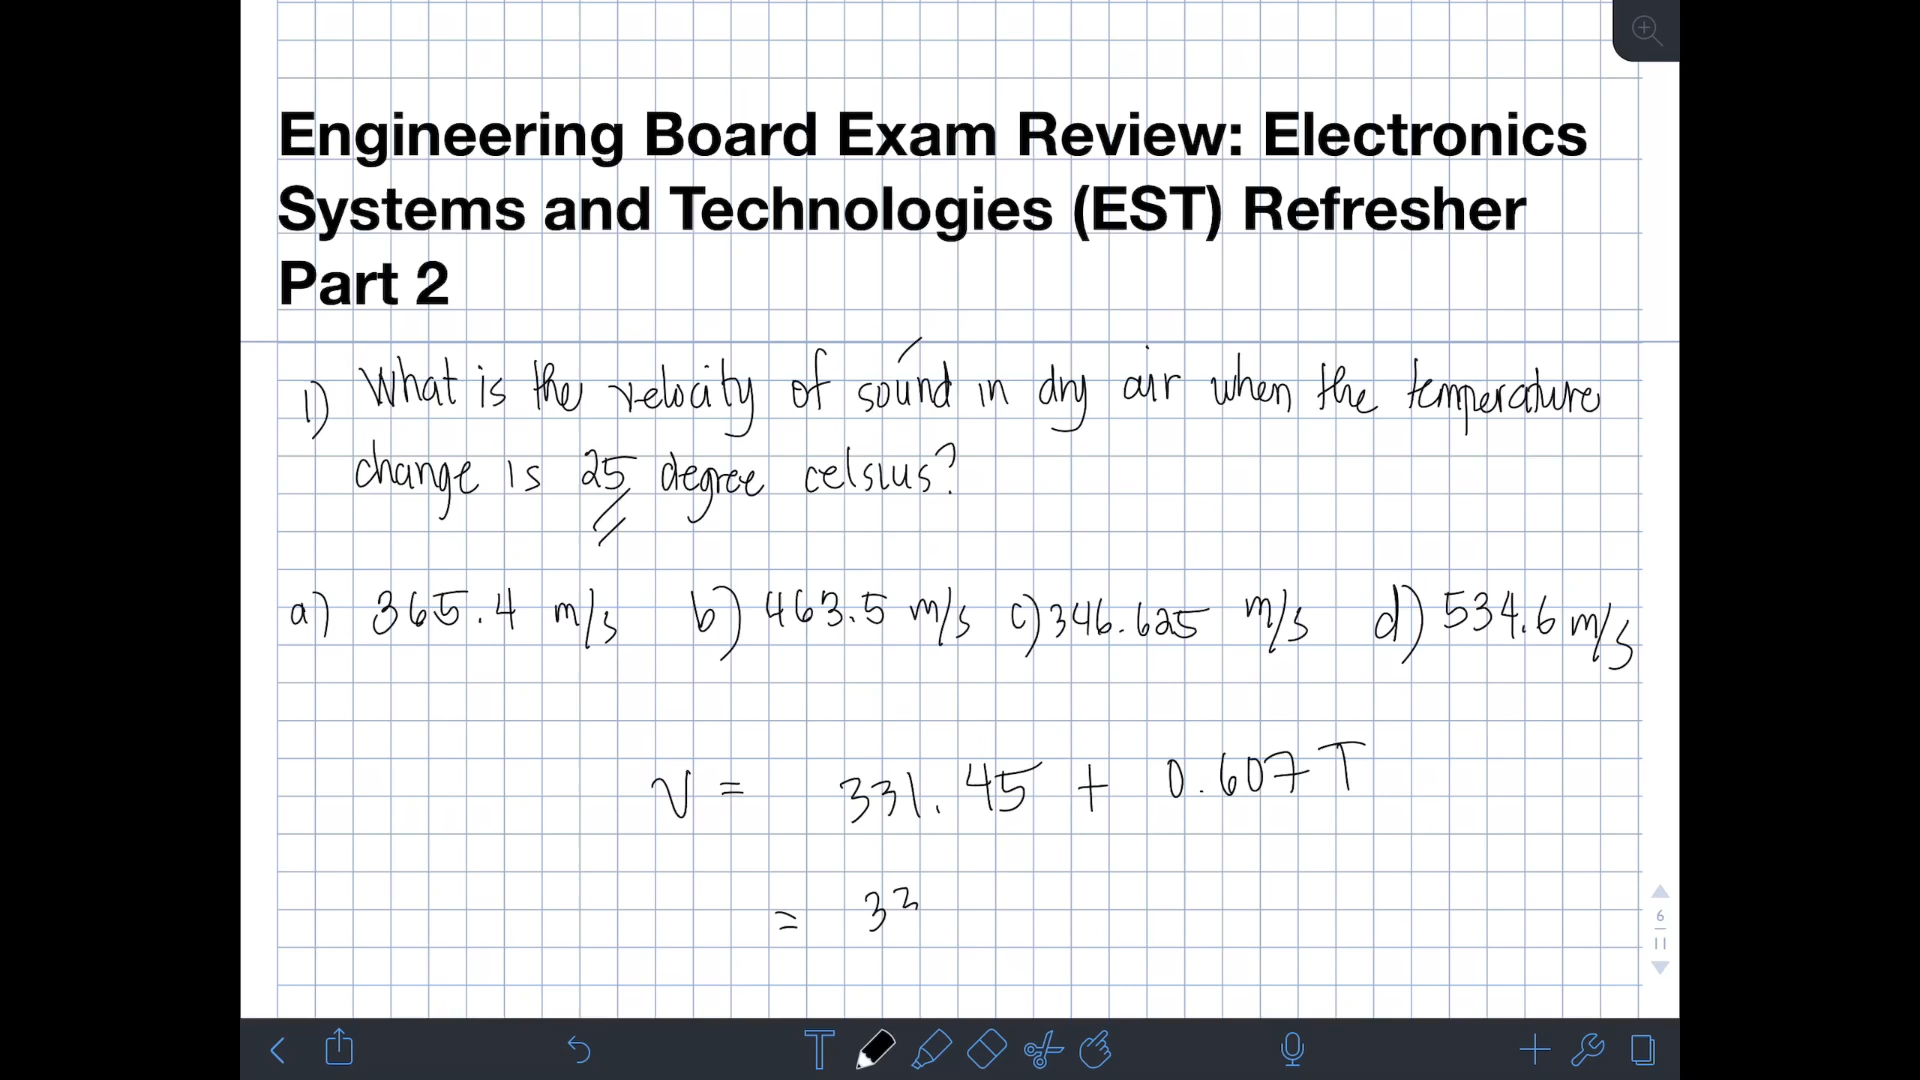 Engineering Board Exam Review: Electronics
Systems and Technologies (EST) Refresher
Part 2
1) What is the velocity of sound in dry air when the temperature
change is 25 degree celsius?
a) 365.4 m/s b) 463.5 m/s c) 346.625 m/s d) 534.6 m/s
V = 331.45 + 0.607 T
= 33
6
11